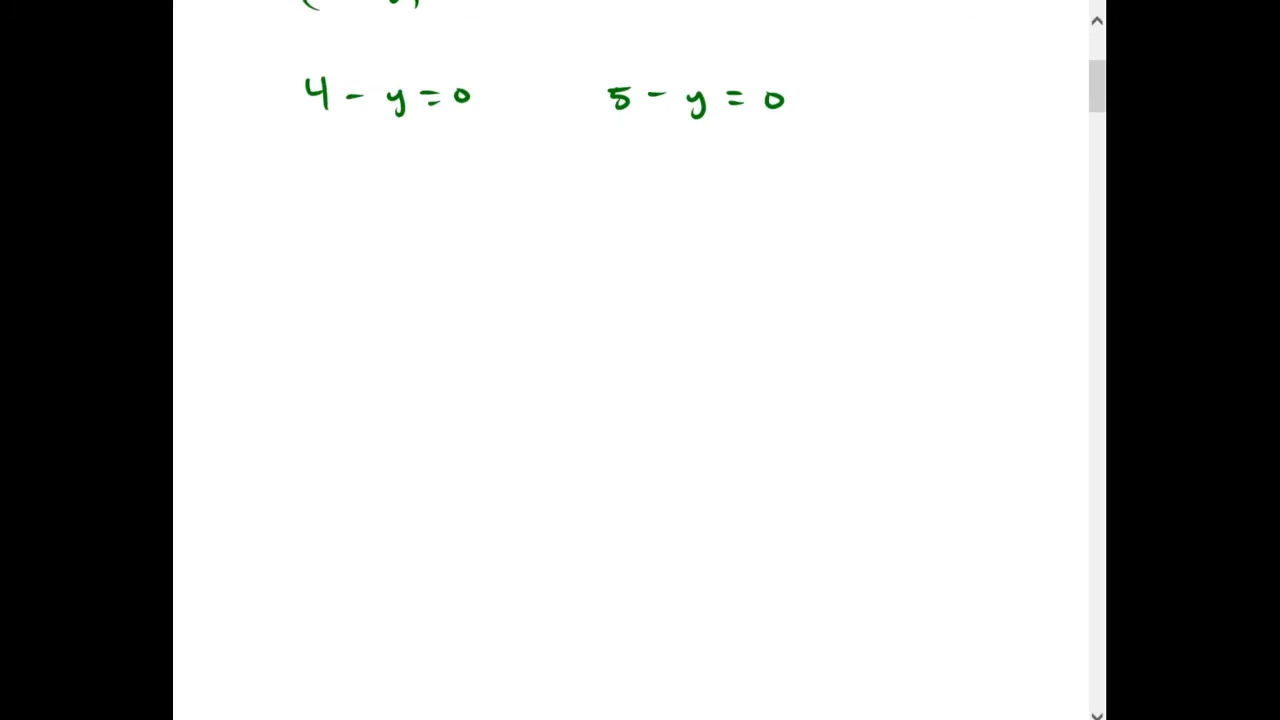 4 - y = 0 5 - y = 0